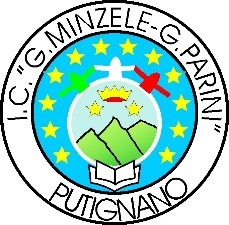 I.C. "G.MINZELE-G.PARINI"
PUTIGNANO